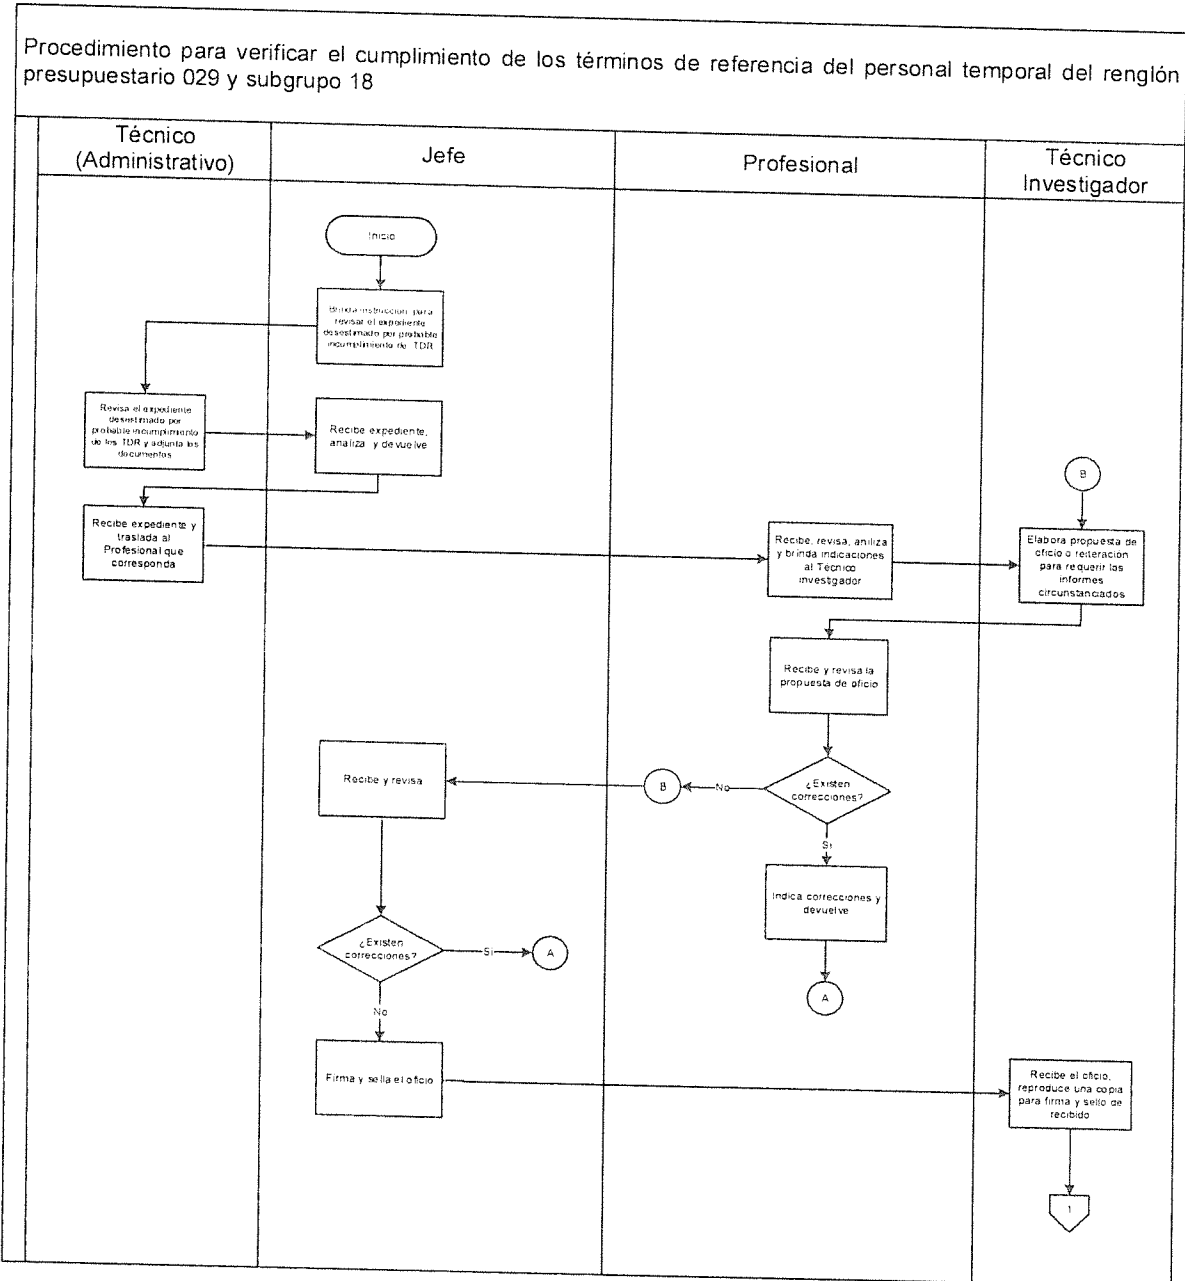 Procedimiento para verificar el cumplimiento de los términos de referencia del personal temporal del renglón
presupuestario 029 y subgrupo 18
Técnico
(Administrativo)
Jefe
Profesional
Técnico
Investigador
Inicio
Brinda instrucción para
revisar el expediente
desestimado por probable
incumplimiento de TDR
Revisa el expediente
desestimado por
probable incumplimiento
de los TDR y adjunta los
documentos
Recibe expediente,
analiza y devuelve
Recibe expediente y
traslada al
Profesional que
corresponda
Recibe, revisa, aniliza
y brinda indicaciones
al Técnico
investigador
B
Elabora propuesta de
oficio o reiteración
para requerir los
informes
circunstanciados
Recibe y revisa la
propuesta de oficio
¿Existen
correcciones?
No
B
Recibe y revisa
Si
Indica correcciones y
devuelve
A
¿Existen
correcciones?
Si
A
No
Firma y sella el oficio
Recibe el oficio,
reproduce una copia
para firma y sello de
recibido
1